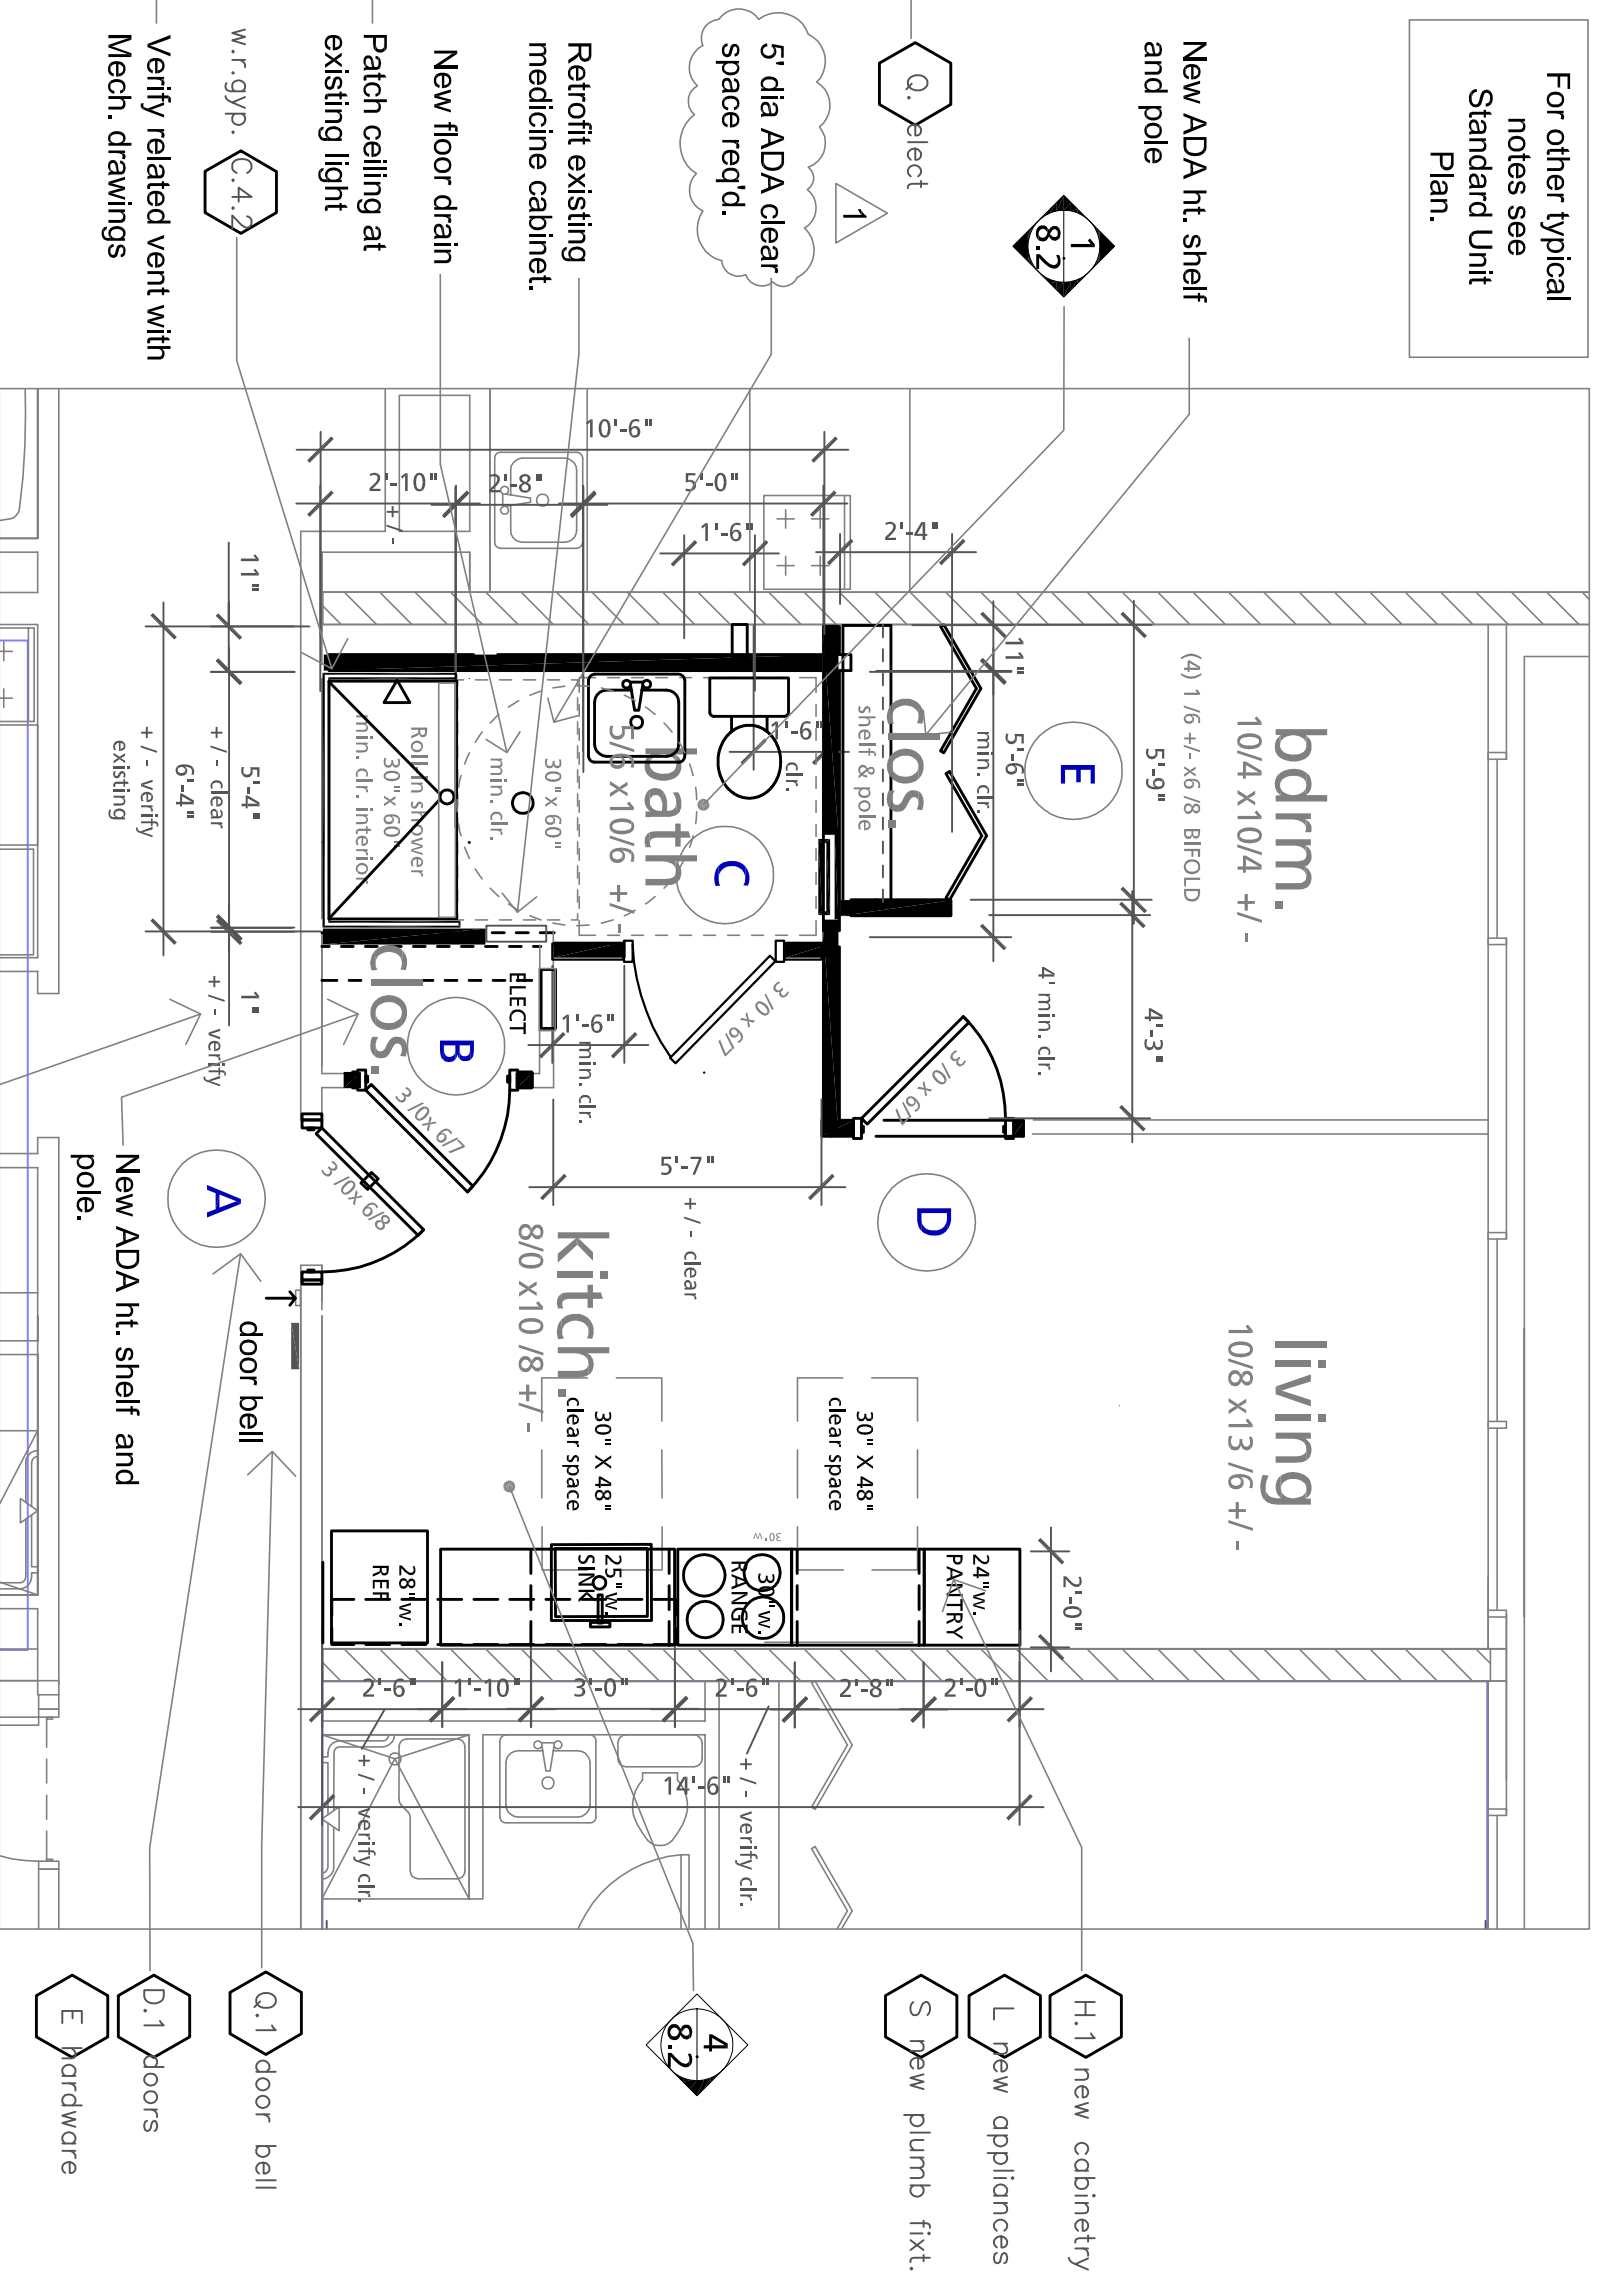 For other typical
notes see
Standard Unit
Plan.
New ADA ht. shelf
and pole
1
8.2
Q. elect
1
5' dia ADA clear
space req'd.
Retrofit existing
medicine cabinet.
New floor drain
Patch ceiling at
existing light
w.r.gyp. C.4.2
Verify related vent with
Mech. drawings
10'-6"
2'-10"
2'-8"
5'-0"
+/-
1'-6"
2'-4"
11"
5'-4"
+/- clear
6'-4"
+/- verify
existing
1"
+/- verify
11"
5'-6"
min. clr.
5'-9"
4'-3"
4' min. clr.
(4) 1 /6 +/- x6 /8 BIFOLD
bdrm.
10/4 x10/4 +/-
E
clos.
shelf & pole
1'-6"
clr.
bath
5/6 x10/6 +/-
C
30" x 60"
min. clr.
Roll in shower
30" x 60"
min. clr. interior
clos.
ELECT
B
1'-6"
min. clr.
3 /0 x 6/7
3 /0 x 6/7
3 /0x 6/7
3 /0x 6/8
A
D
5'-7"
+/- clear
kitch.
8/0 x10 /8 +/-
living
10/8 x13 /6 +/-
New ADA ht. shelf and
pole.
door bell
30" X 48"
clear space
30" X 48"
clear space
30"w
28"w.
REF
25"w.
SINK
30"w.
RANGE
24"w.
PANTRY
2'-0"
2'-6"
1'-10"
3'-0"
2'-6"
2'-8"
2'-0"
14'-6"
+/- verify clr.
+/- verify clr.
H.1 new cabinetry
L new appliances
S new plumb fixt.
4
8.2
Q.1 door bell
D.1 doors
E hardware